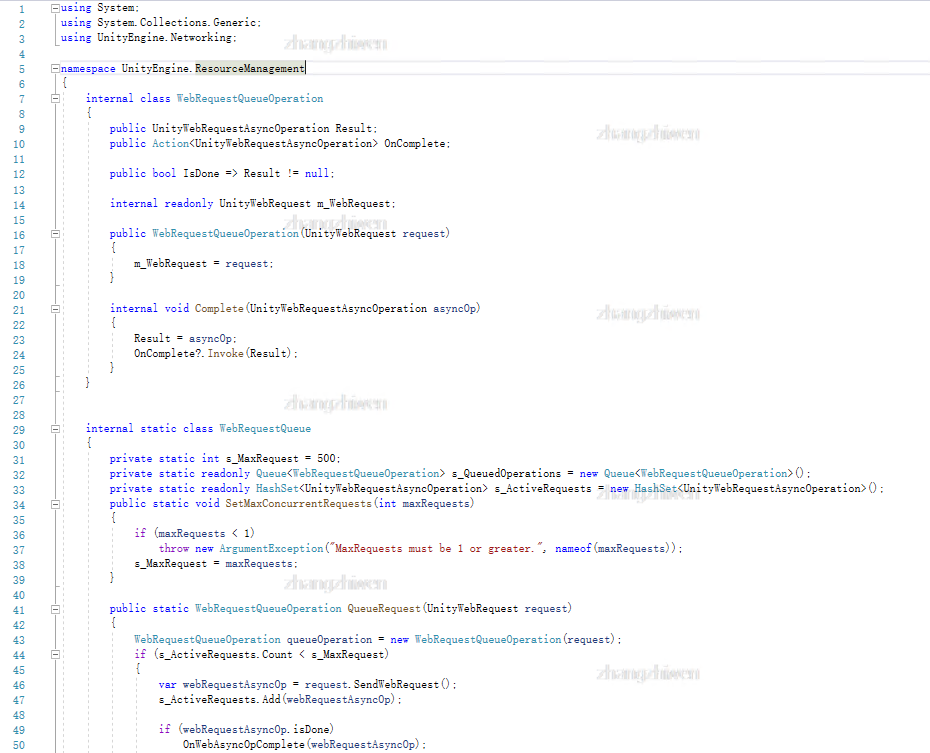 1 using System;
2 using System.Collections.Generic;
3 using UnityEngine.Networking;
zhangzhiwen
4
5 namespace UnityEngine.ResourceManagement
6 {
7 internal class WebRequestQueueOperation
8 {
9 public UnityWebRequestAsyncOperation Result;
zhangzhiwen
10 public Action<UnityWebRequestAsyncOperation> OnComplete;
11
12 public bool IsDone => Result != null;
13
14 internal readonly UnityWebRequest m_WebRequest;
15
zhangzhiwen
16 public WebRequestQueueOperation(UnityWebRequest request)
17 {
18 m_WebRequest = request;
19 }
20
21 internal void Complete(UnityWebRequestAsyncOperation asyncOp)
zhangzhiwen
22 {
23 Result = asyncOp;
24 OnComplete?.Invoke(Result);
25 }
26 }
27
zhangzhiwen
28
29 internal static class WebRequestQueue
30 {
31 private static int s_MaxRequest = 500;
32 private static readonly Queue<WebRequestQueueOperation> s_QueuedOperations = new Queue<WebRequestQueueOperation>();
33 private static readonly HashSet<UnityWebRequestAsyncOperation> s_ActiveRequests = new HashSet<UnityWebRequestAsyncOperation>();
zhangzhiwen
34 public static void SetMaxConcurrentRequests(int maxRequests)
35 {
36 if (maxRequests < 1)
37 throw new ArgumentException("MaxRequests must be 1 or greater.", nameof(maxRequests));
38 s_MaxRequest = maxRequests;
39 }
zhangzhiwen
40
41 public static WebRequestQueueOperation QueueRequest(UnityWebRequest request)
42 {
43 WebRequestQueueOperation queueOperation = new WebRequestQueueOperation(request);
44 if (s_ActiveRequests.Count < s_MaxRequest)
45 {
zhangzhiwen
46 var webRequestAsyncOp = request.SendWebRequest();
47 s_ActiveRequests.Add(webRequestAsyncOp);
48
49 if (webRequestAsyncOp.isDone)
50 OnWebAsyncOpComplete(webRequestAsyncOp);